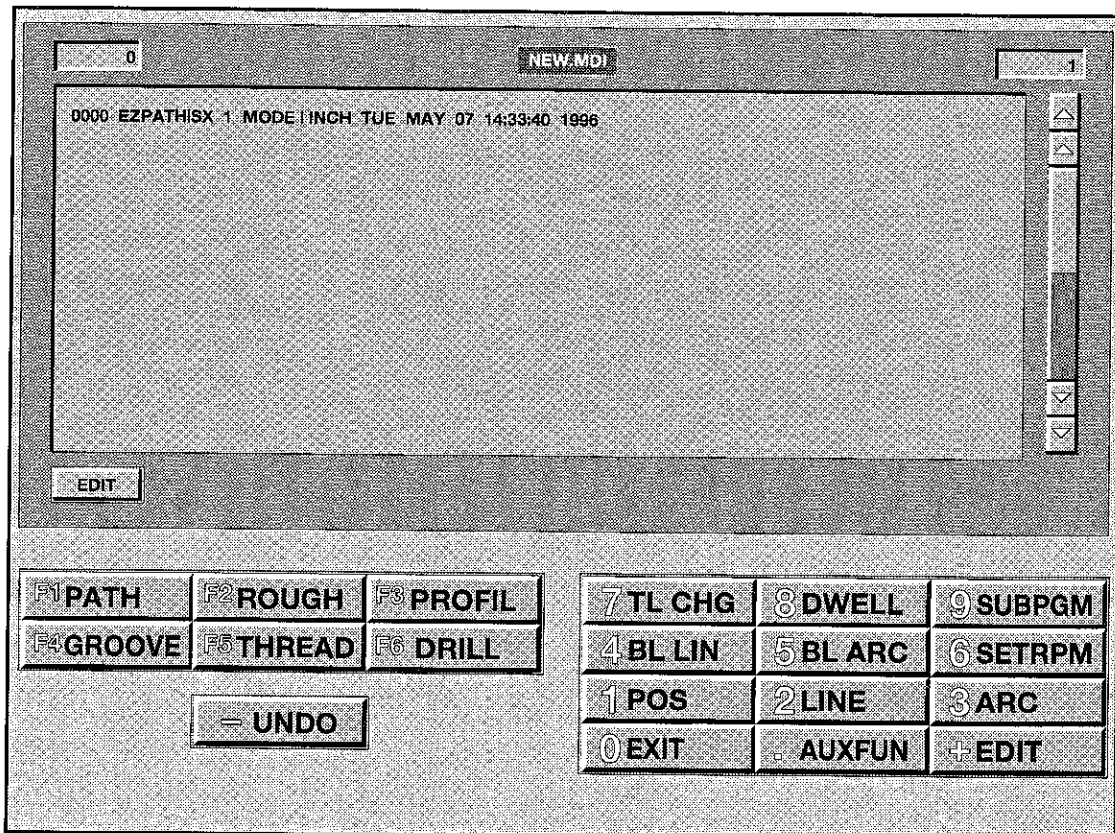 0 NEW.MDI 1
0000 EZPATH|SX 1 MODE|INCH TUE MAY 07 14:33:40 1996
EDIT
F1 PATH F2 ROUGH F3 PROFIL
F4 GROOVE F5 THREAD F6 DRILL
- UNDO
7 TL CHG 8 DWELL 9 SUBPGM
4 BL LIN 5 BL ARC 6 SETRPM
1 POS 2 LINE 3 ARC
0 EXIT . AUXFUN + EDIT